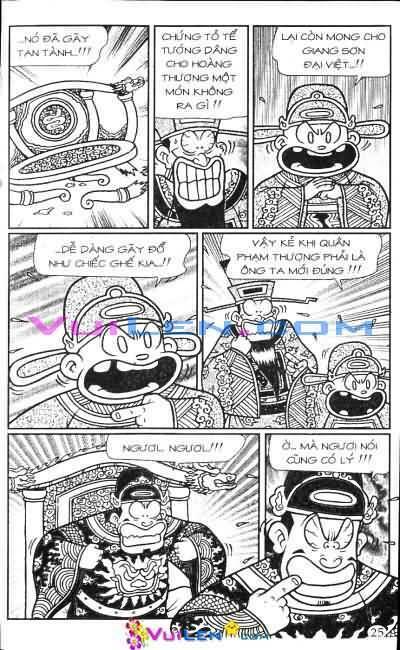 ...NÓ ĐÃ GÃY
TAN TÀNH...!!!
CHỨNG TỎ TỂ
TƯỚNG DÂNG
CHO HOÀNG
THƯỢNG MỘT
MÓN KHÔNG
RA GÌ !!
LẠI CÒN MONG CHO
GIANG SƠN
ĐẠI VIỆT...!!
...DỄ DÀNG GÃY ĐỔ
NHƯ CHIẾC GHẾ KIA...!!
VẬY KẺ KHI QUÂN
PHẠM THƯỢNG PHẢI LÀ
ÔNG TA MỚI ĐÚNG !!!
VuiLen.com
NGƯƠI... NGƯƠI...!!!
Ờ... MÀ NGƯƠI NÓI
CŨNG CÓ LÝ !!!
VuiLen.com
25